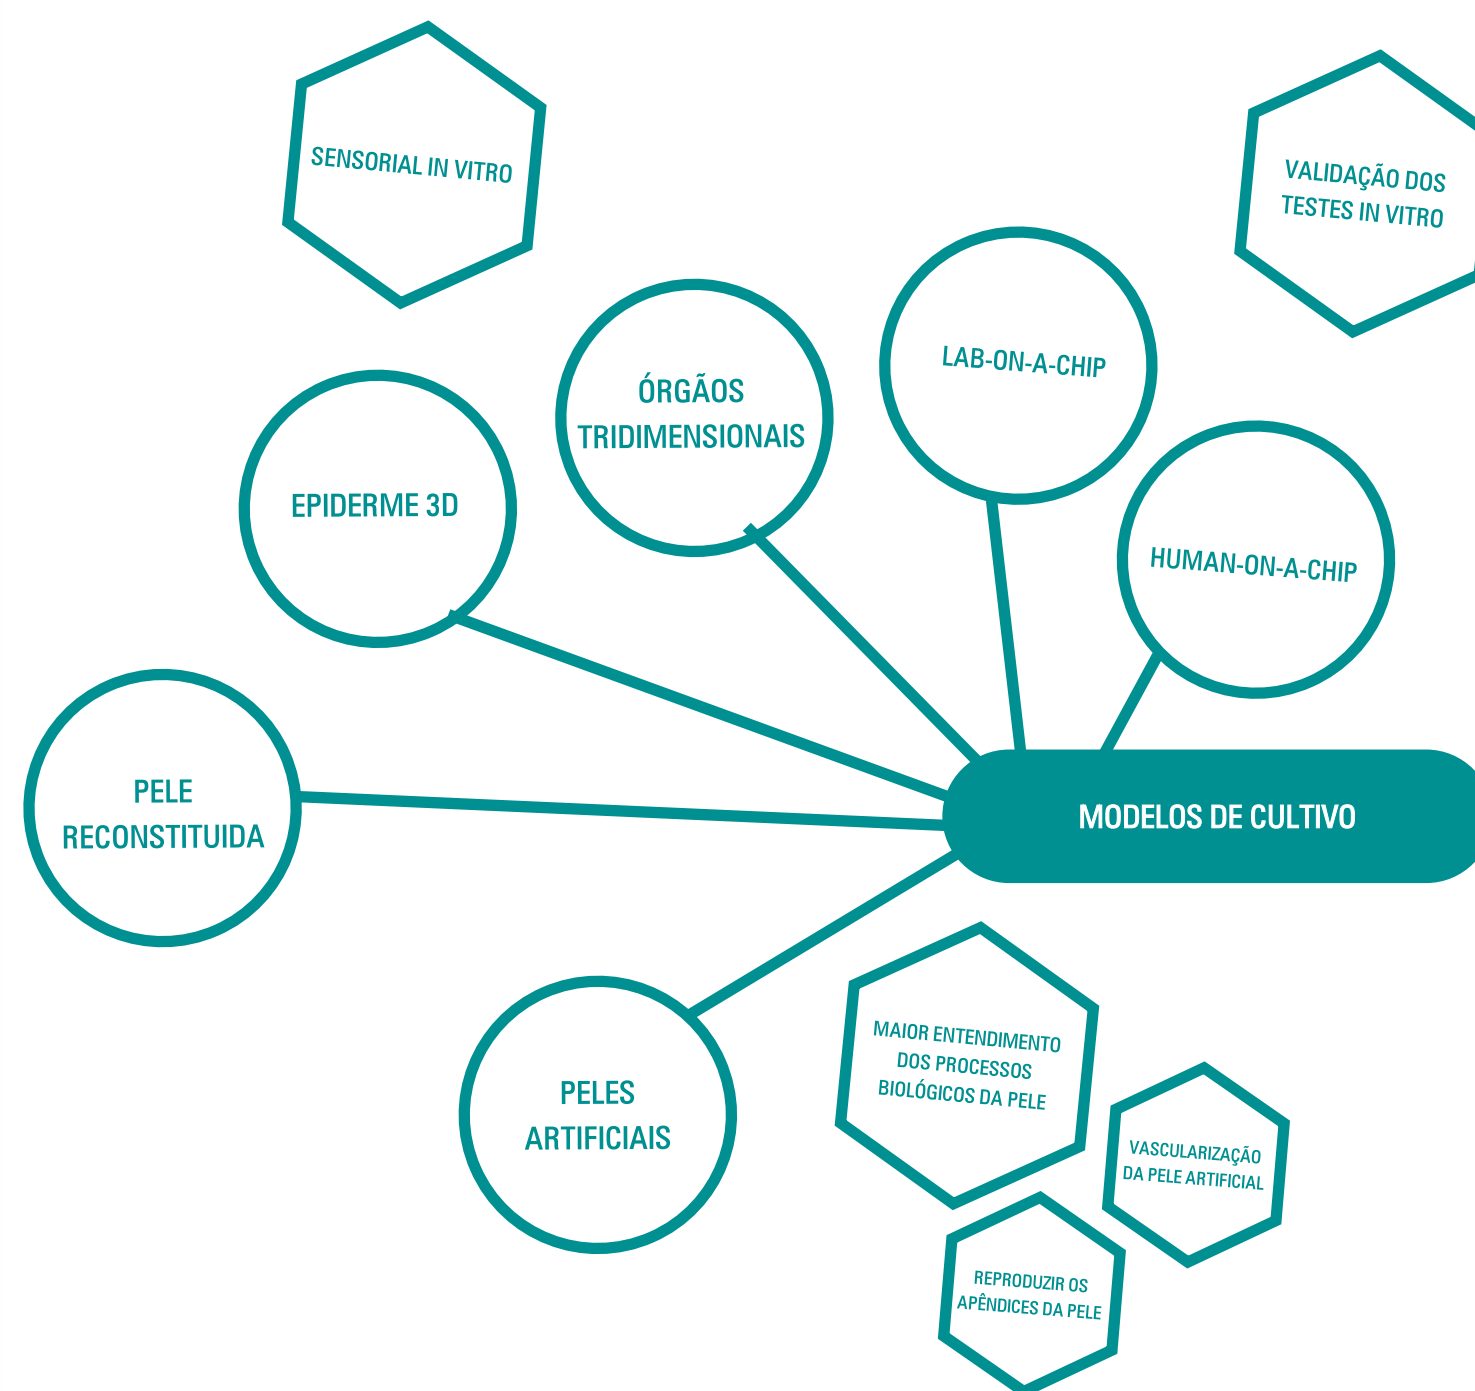 SENSORIAL IN VITRO
VALIDAÇÃO DOS
TESTES IN VITRO
LAB-ON-A-CHIP
ÓRGÃOS
TRIDIMENSIONAIS
EPIDERME 3D
HUMAN-ON-A-CHIP
PELE
RECONSTITUIDA
MODELOS DE CULTIVO
MAIOR ENTENDIMENTO
DOS PROCESSOS
BIOLÓGICOS DA PELE
PELES
ARTIFICIAIS
VASCULARIZAÇÃO
DA PELE ARTIFICIAL
REPRODUZIR OS
APÊNDICES DA PELE